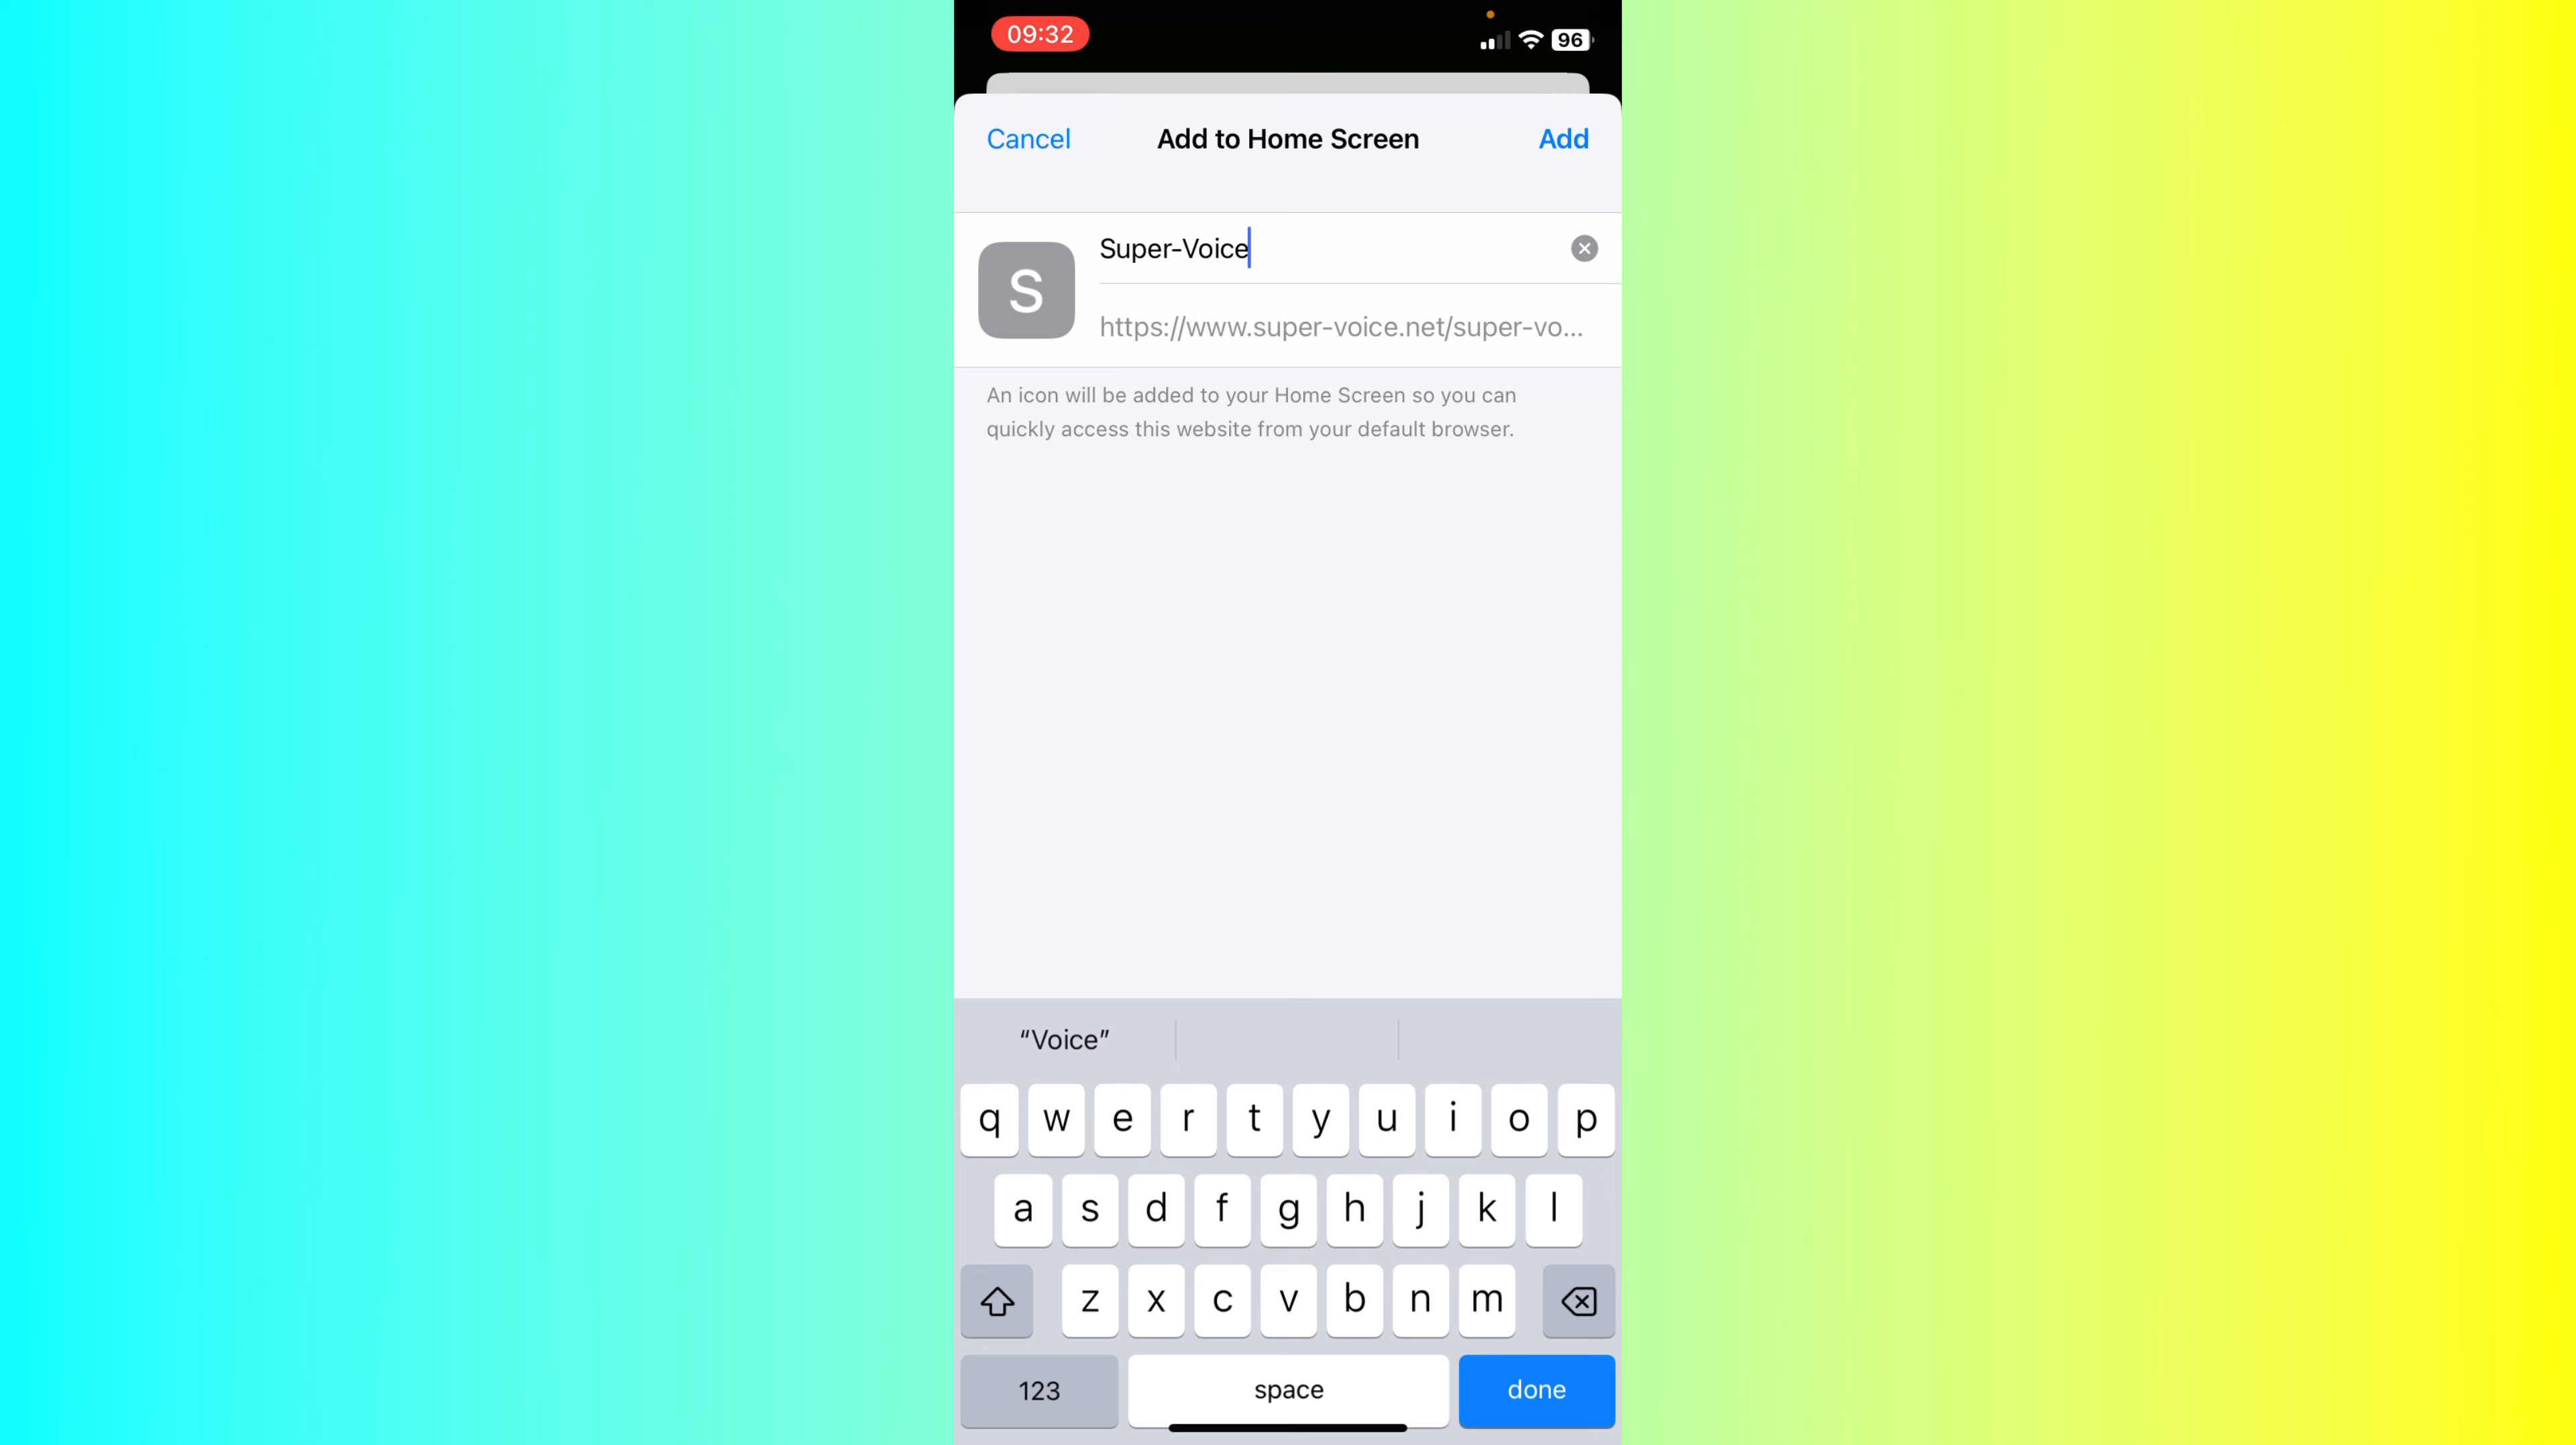 09:32
96
Cancel Add to Home Screen Add
S
Super-Voice
https://www.super-voice.net/super-vo...
An icon will be added to your Home Screen so you can
quickly access this website from your default browser.
“Voice”
q w e r t y u i o p
a s d f g h j k l
z x c v b n m
123 space done